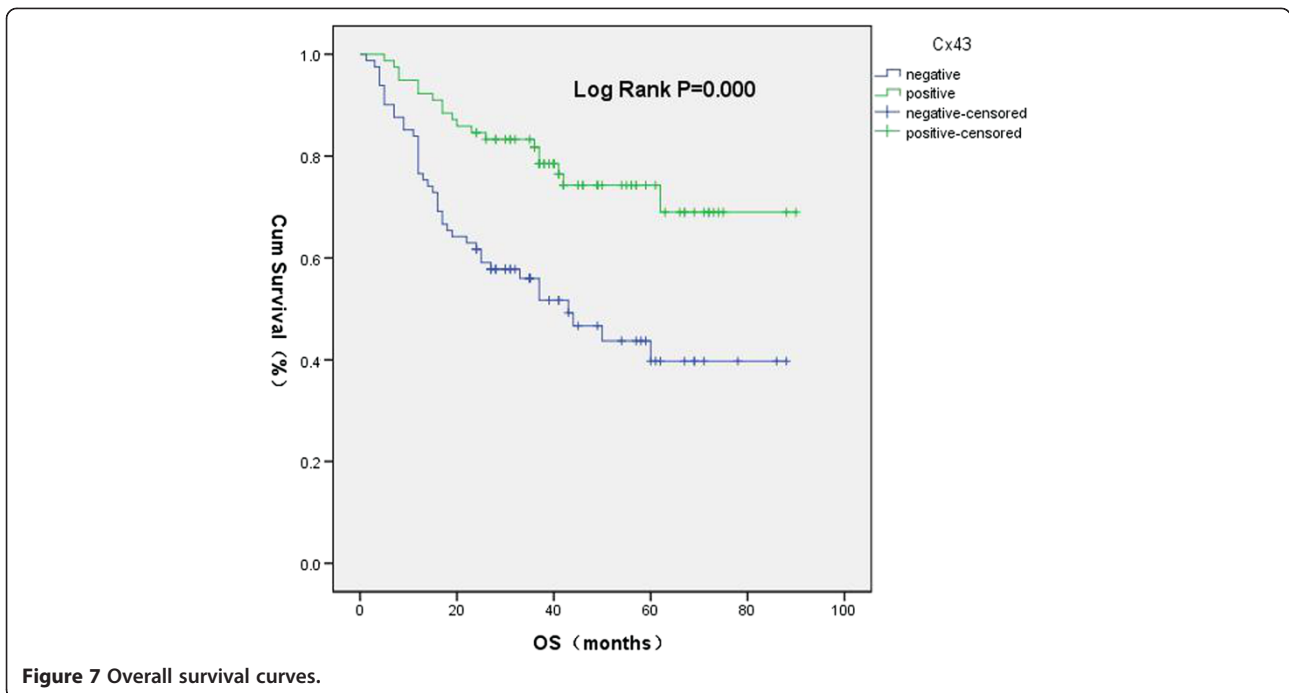 Cx43
negative
positive
negative-censored
positive-censored
Log Rank P=0.000
Cum Survival（%）
1.0
0.8
0.6
0.4
0.2
0.0
0 20 40 60 80 100
OS（months）
Figure 7 Overall survival curves.